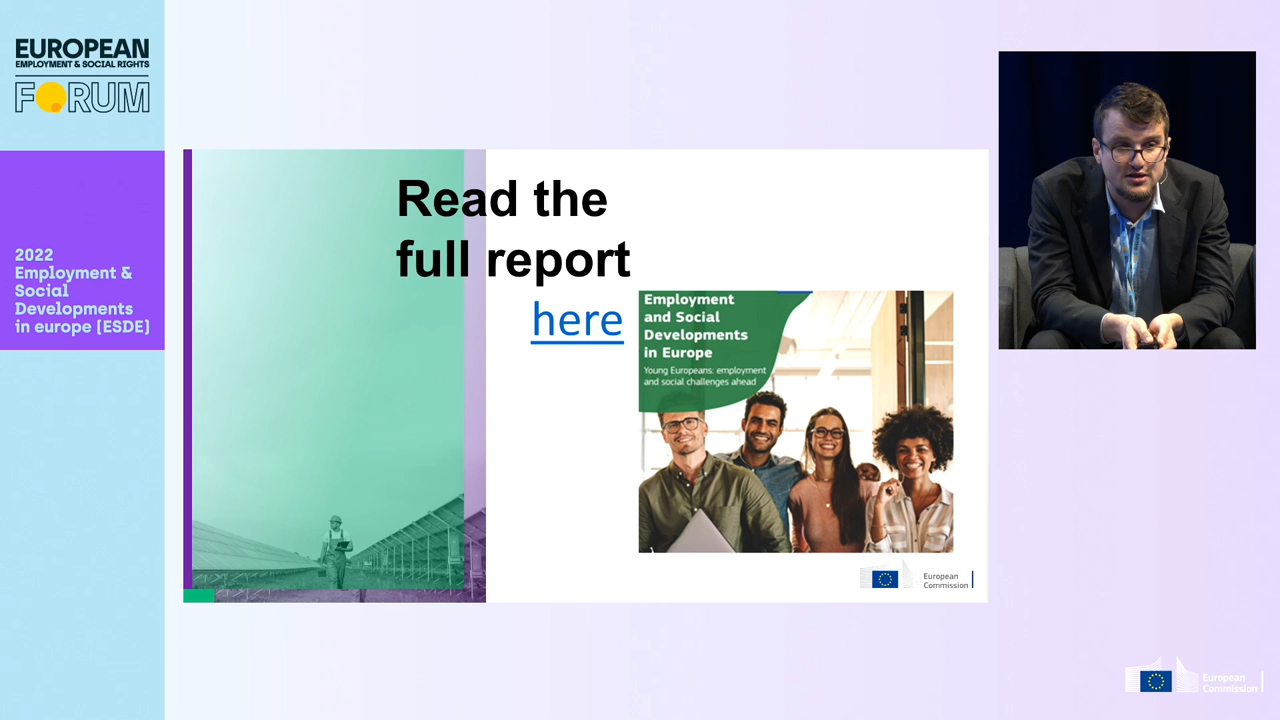 EUROPEAN
EMPLOYMENT & SOCIAL RIGHTS
FORUM
2022
Employment &
Social
Developments
in europe [ESDE]
Read the
full report
here
Employment
and Social
Developments
in Europe
Young Europeans: employment
and social challenges ahead
European
Commission
European
Commission